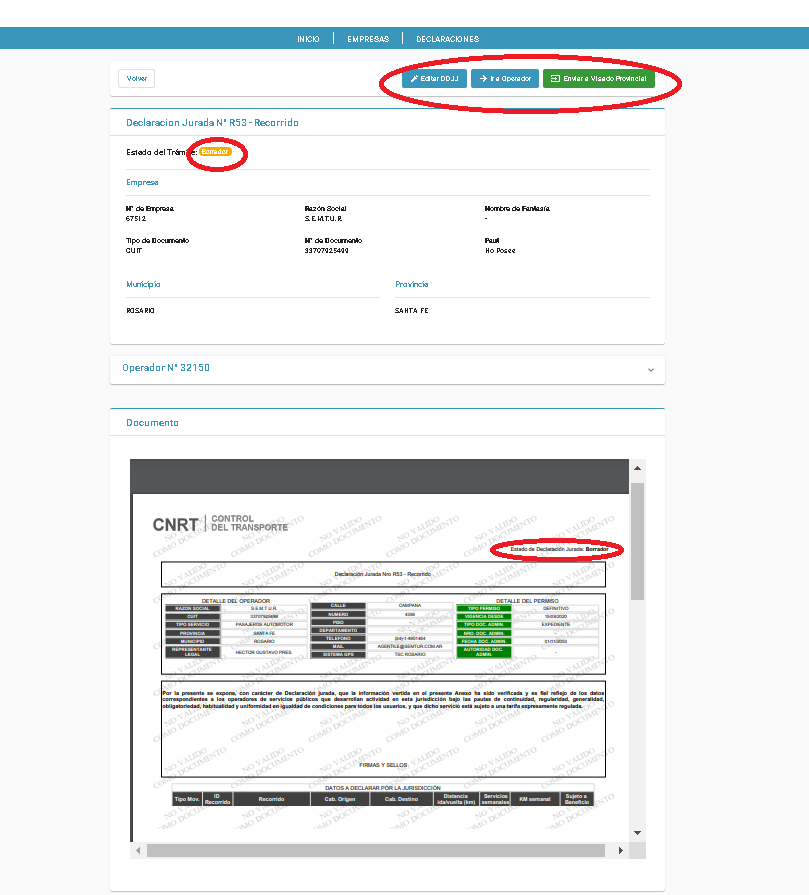 INICIO EMPRESAS DECLARACIONES
Volver Editar DDJJ Ir a Operador Enviar a Visado Provincial
Declaracion Jurada N° R53 - Recorrido
Estado del Trámite: Borrador
Empresa
N° de Empresa Razón Social Nombre de Fantasía
67512 S.E.M.T.U.R. -
Tipo de Documento N° de Documento Paut
CUIT 33707925499 No Posee
Municipio Provincia
ROSARIO SANTA FE
Operador N° 32150
Documento
CNRT CONTROL
DEL TRANSPORTE
Estado de Declaración Jurada: Borrador
Declaración Jurada Nro R53 - Recorrido
DETALLE DEL OPERADOR DETALLE DEL PERMISO
RAZON SOCIAL S.E.M.T.U.R. CALLE CAMPANA TIPO PERMISO DEFINITIVO
CUIT 33707925499 NUMERO VIGENCIA DESDE
TIPO SERVICIO PASAJEROS AUTOMOTOR PISO - TIPO DOC. ADMIN. EXPEDIENTE
PROVINCIA SANTA FE DEPARTAMENTO NRO. DOC. ADMIN.
MUNICIPIO ROSARIO TELEFONO FECHA DOC. ADMIN.
REPRESENTANTE LEGAL HECTOR GUSTAVO PRES. MAIL AGENTILE@SEMTUR.COM.AR AUTORIDAD DOC. ADMIN. -
SISTEMA GPS TSC ROSARIO
Por la presente se expone, con carácter de Declaración jurada, que la información vertida en el presente Anexo ha sido verificada y es fiel reflejo de los datos
correspondientes a los operadores de servicios públicos que desarrollan actividad en esta jurisdicción bajo las pautas de continuidad, regularidad, generalidad,
obligatoriedad, habitualidad y uniformidad en igualdad de condiciones para todos los usuarios, y que dicho servicio está sujeto a una tarifa expresamente regulada.
FIRMAS Y SELLOS
DATOS A DECLARAR POR LA JURISDICCIÓN
Tipo Mov. ID Recorrido Recorrido Cab. Origen Cab. Destino Distancia ida/vuelta (km) Servicios semanales KM semanal Sujeto a Beneficio
NO VALIDO
COMO DOCUMENTO